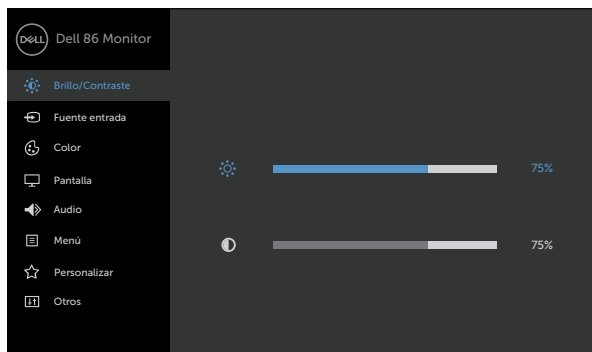 DELL Dell 86 Monitor
Brillo/Contraste
Fuente entrada
Color
Pantalla
75%
Audio
Menú
75%
Personalizar
Otros